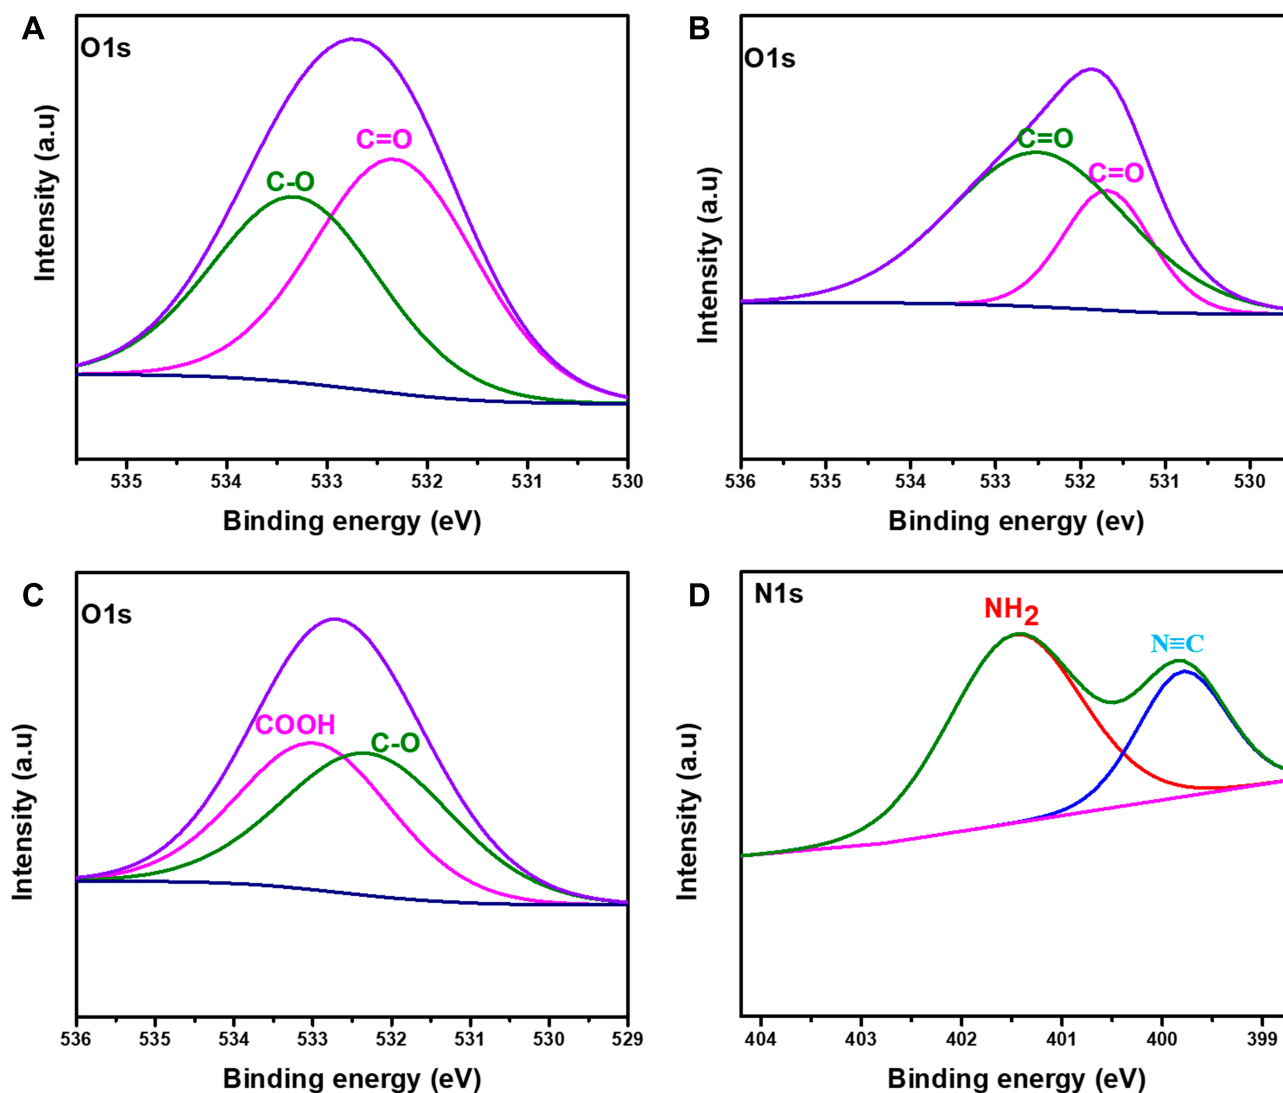 A
O1s
C=O
C-O
Intensity (a.u)
535 534 533 532 531 530
Binding energy (eV)
B
O1s
C=O
C=O
Intensity (a.u)
536 535 534 533 532 531 530
Binding energy (ev)
C
O1s
COOH
C-O
Intensity (a.u)
536 535 534 533 532 531 530 529
Binding energy (eV)
D
N1s
NH2
N≡C
Intensity (a.u)
404 403 402 401 400 399
Binding energy (eV)